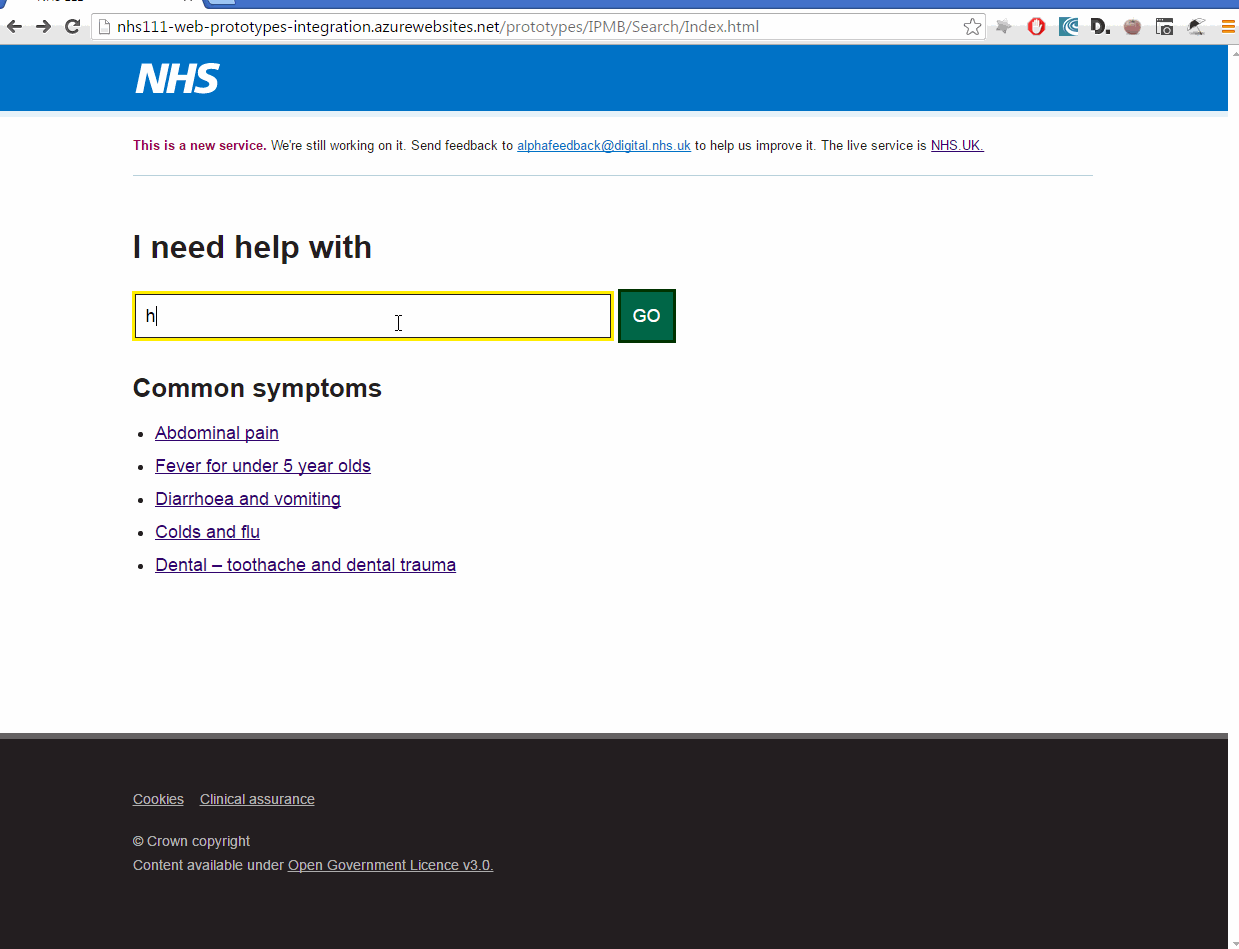 nhs111-web-prototypes-integration.azurewebsites.net/prototypes/IPMB/Search/Index.html
D.
NHS
This is a new service. We're still working on it. Send feedback to alphafeedback@digital.nhs.uk to help us improve it. The live service is NHS.UK.
I need help with
h
GO
Common symptoms
Abdominal pain
Fever for under 5 year olds
Diarrhoea and vomiting
Colds and flu
Dental – toothache and dental trauma
Cookies Clinical assurance
© Crown copyright
Content available under Open Government Licence v3.0.